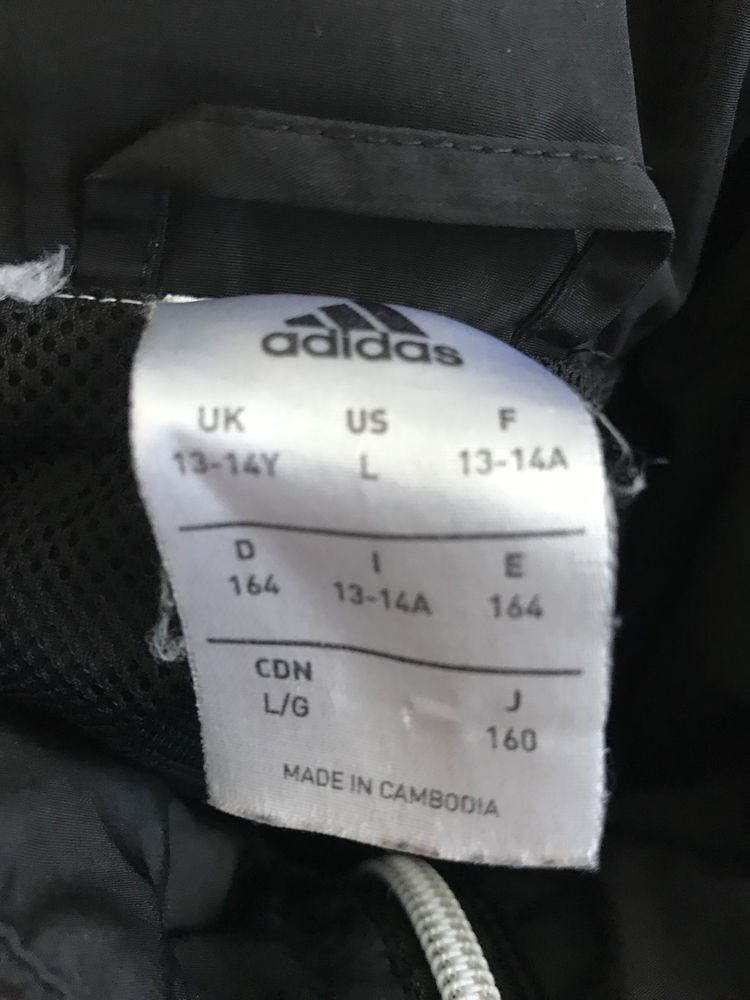 adidas
UK US F
13-14Y L 13-14A
D I E
164 13-14A 164
CDN J
L/G 160
MADE IN CAMBODIA